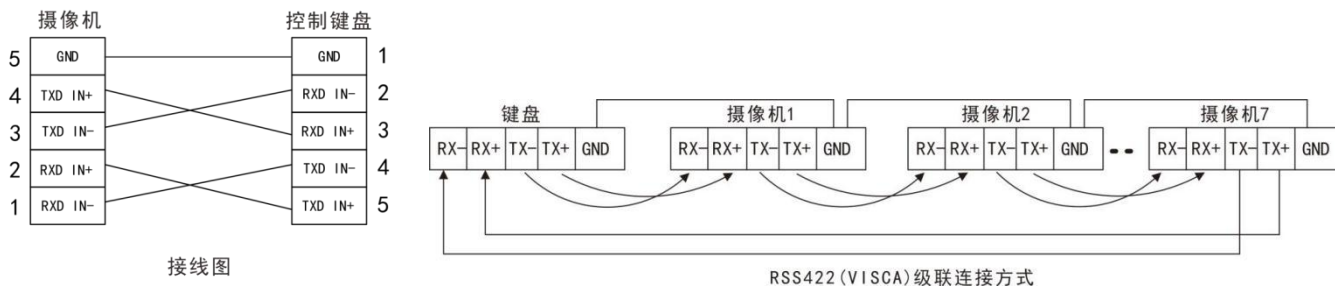 摄像机 控制键盘
5 GND GND 1
4 TXD IN+ RXD IN- 2
3 TXD IN- RXD IN+ 3
2 RXD IN+ TXD IN- 4
1 RXD IN- TXD IN+ 5
接线图
键盘 摄像机1 摄像机2 摄像机7
RX- RX+ TX- TX+ GND RX- RX+ TX- TX+ GND RX- RX+ TX- TX+ GND RX- RX+ TX- TX+ GND
RSS422(VISCA)级联连接方式